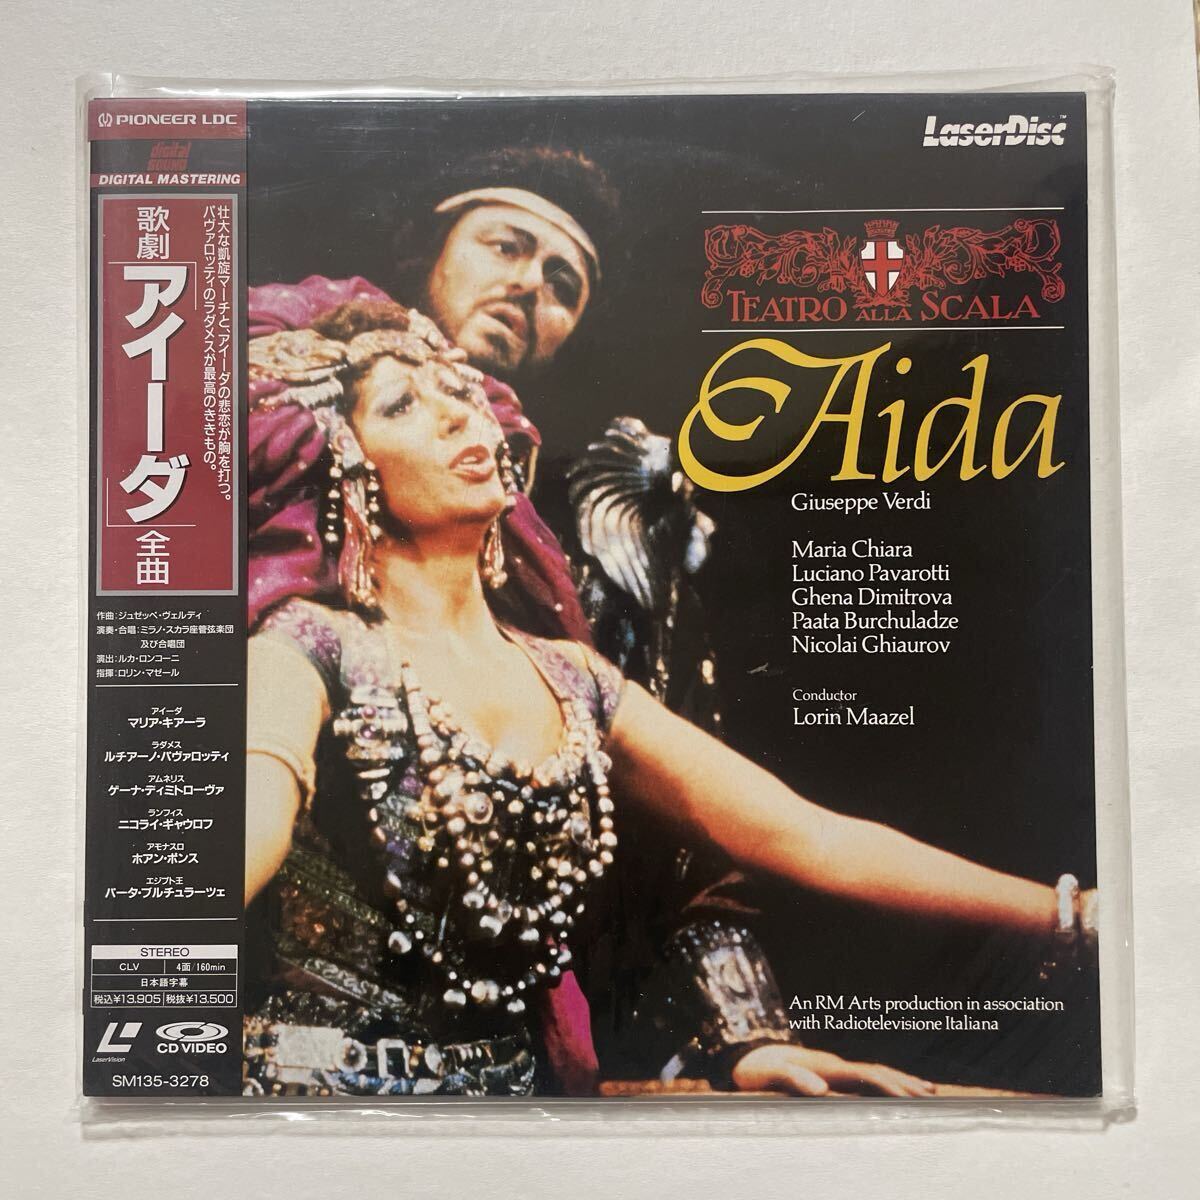 PIONEER LDC
digital
SOUND
DIGITAL MASTERING
壮大な凱旋マーチと、アイーダの悲恋が胸を打つ。
パヴァロッティのラダメスが最高のききもの。
歌劇「アイーダ」全曲
作曲:ジュゼッペ・ヴェルディ
演奏・合唱:ミラノ・スカラ座管弦楽団
及び合唱団
演出:ルカ・ロンコーニ
指揮:ロリン・マゼール
アイーダ
マリア・キアーラ
ラダメス
ルチアーノ・パヴァロッティ
アムネリス
ゲーナ・ディミトローヴァ
ランフィス
ニコライ・ギャウロフ
アモナスロ
ホアン・ポンス
エジプト王
パータ・ブルチュラーツェ
STEREO
CLV 4面/160min
日本語字幕
税込¥13,905 税抜¥13,500
LaserVision
CD VIDEO
SM135-3278
LaserDisc™
TEATRO ALLA SCALA
Aida
Giuseppe Verdi
Maria Chiara
Luciano Pavarotti
Ghena Dimitrova
Paata Burchuladze
Nicolai Ghiaurov
Conductor
Lorin Maazel
An RM Arts production in association
with Radiotelevisione Italiana